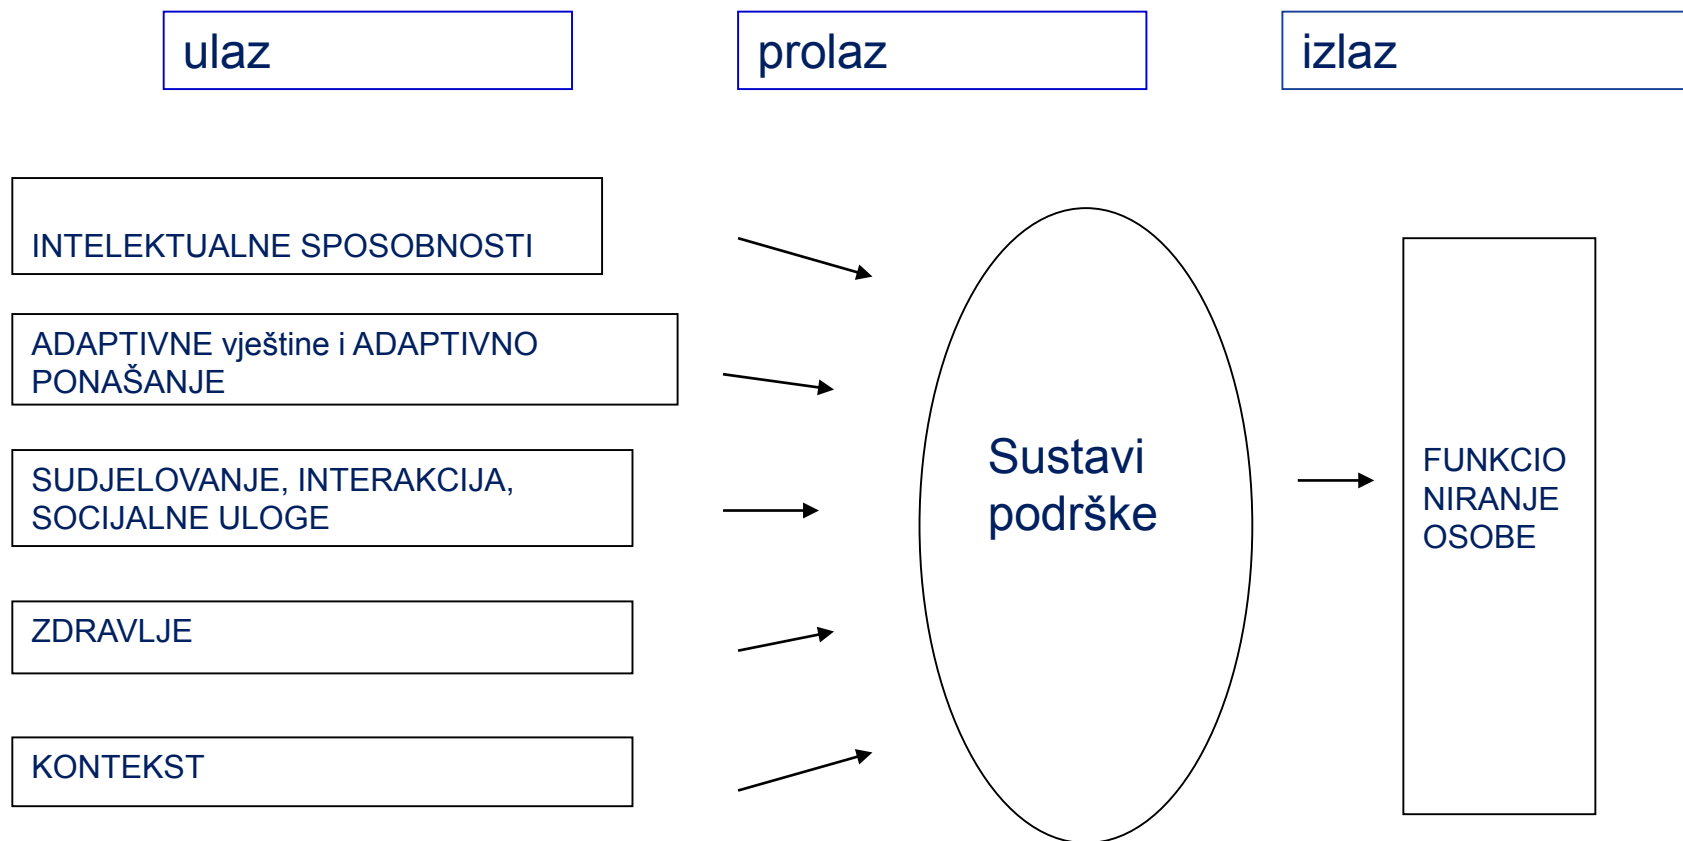 ulaz
prolaz
izlaz
INTELEKTUALNE SPOSOBNOSTI
ADAPTIVNE vještine i ADAPTIVNO
PONAŠANJE
SUDJELOVANJE, INTERAKCIJA,
SOCIJALNE ULOGE
ZDRAVLJE
KONTEKST
Sustavi
podrške
FUNKCIO
NIRANJE
OSOBE